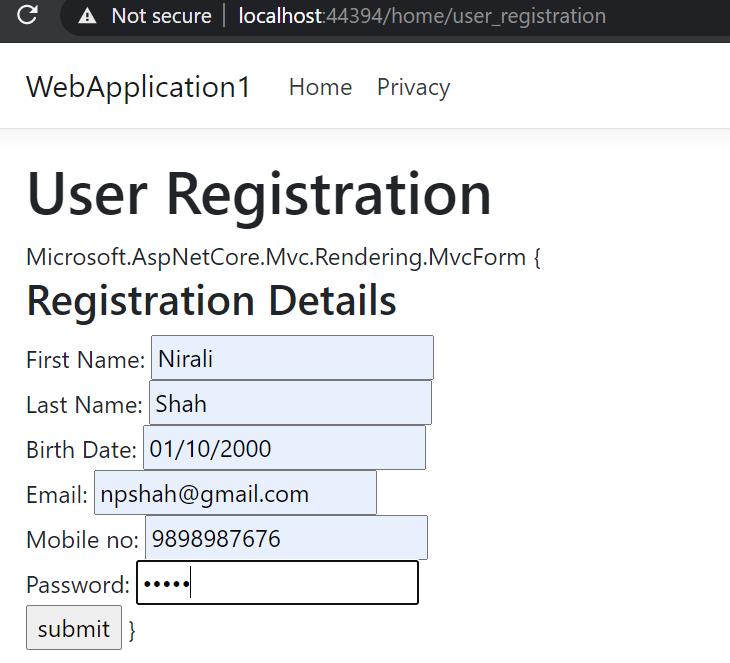 Not secure | localhost:44394/home/user_registration
WebApplication1 Home Privacy
User Registration
Microsoft.AspNetCore.Mvc.Rendering.MvcForm {
Registration Details
First Name: Nirali
Last Name: Shah
Birth Date: 01/10/2000
Email: npshah@gmail.com
Mobile no: 9898987676
Password: •••••
submit }